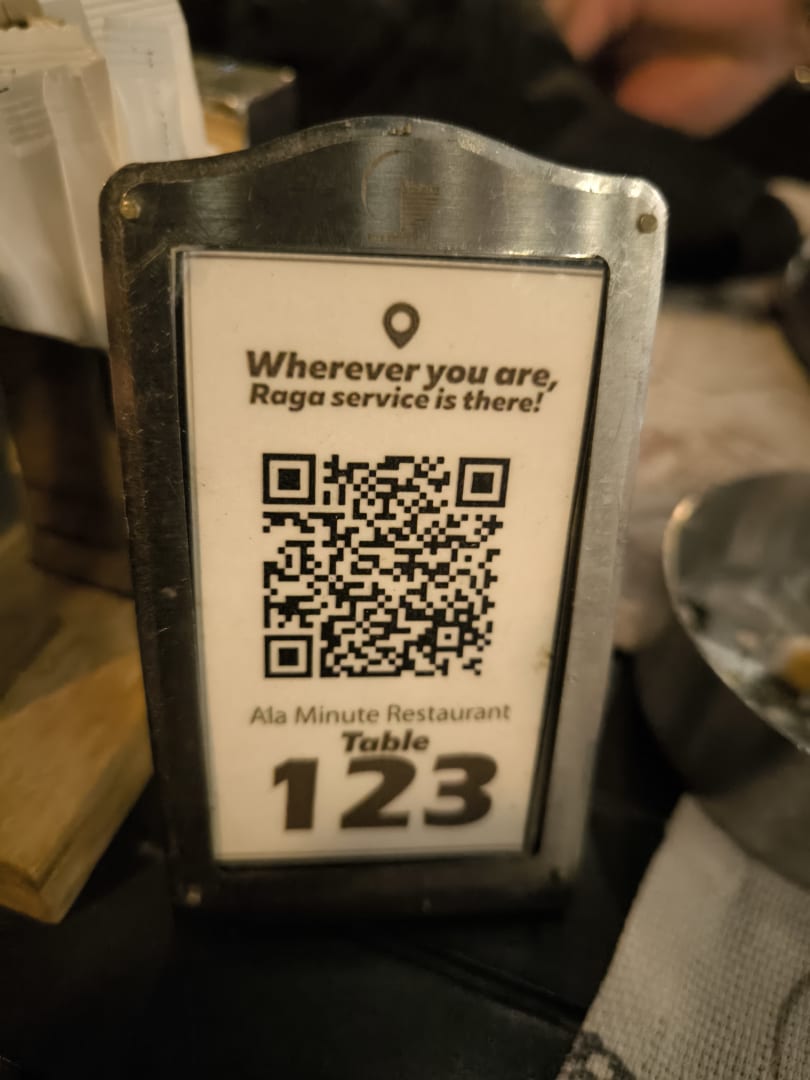 Wherever you are,
Raga service is there!
Ala Minute Restaurant
Table
123